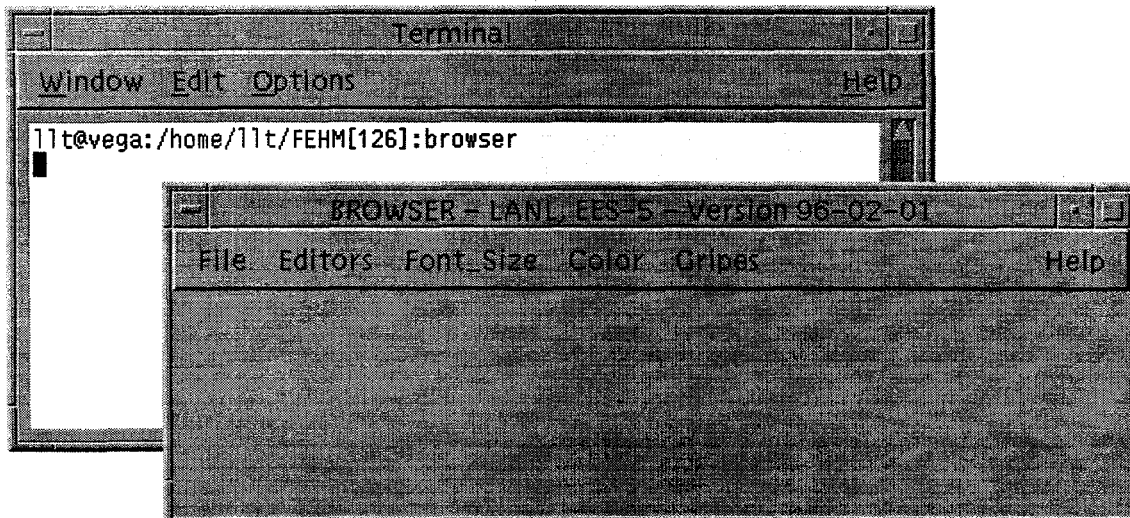 Terminal
Window Edit Options Help
llt@vega:/home/llt/FEHM[126]:browser
BROWSER - LANL, EES-5 - Version 96-02-01
File Editors Font_Size Color Gripes Help